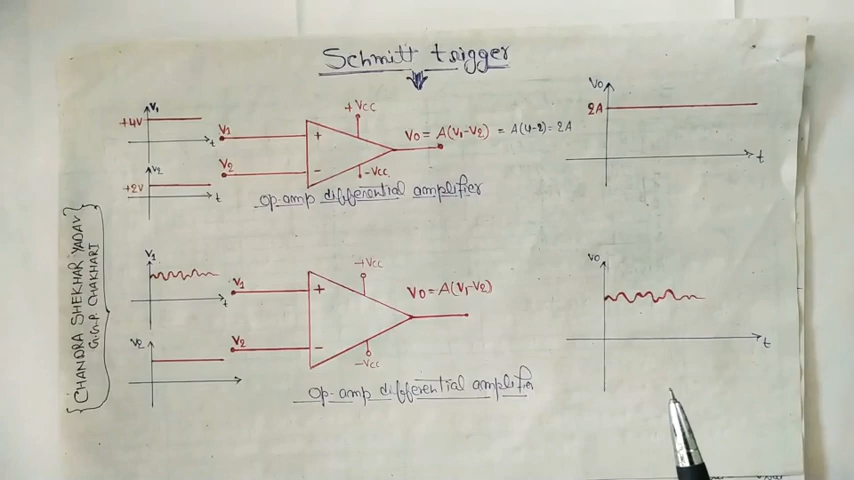 Schmitt trigger
V1
+4V
t
V2
+2V
t
V1
V2
+
-
+Vcc
-Vcc
Vo = A(V1-V2) = A(4-2) = 2A
op-amp differential amplifier
Vo
2A
t
V1
t
V2
V1
V2
+
-
+Vcc
-Vcc
Vo = A(V1-V2)
op-amp differential amplifier
Vo
t
CHANDRA SHEKHAR YADAV
G.G.P CHAKHARI